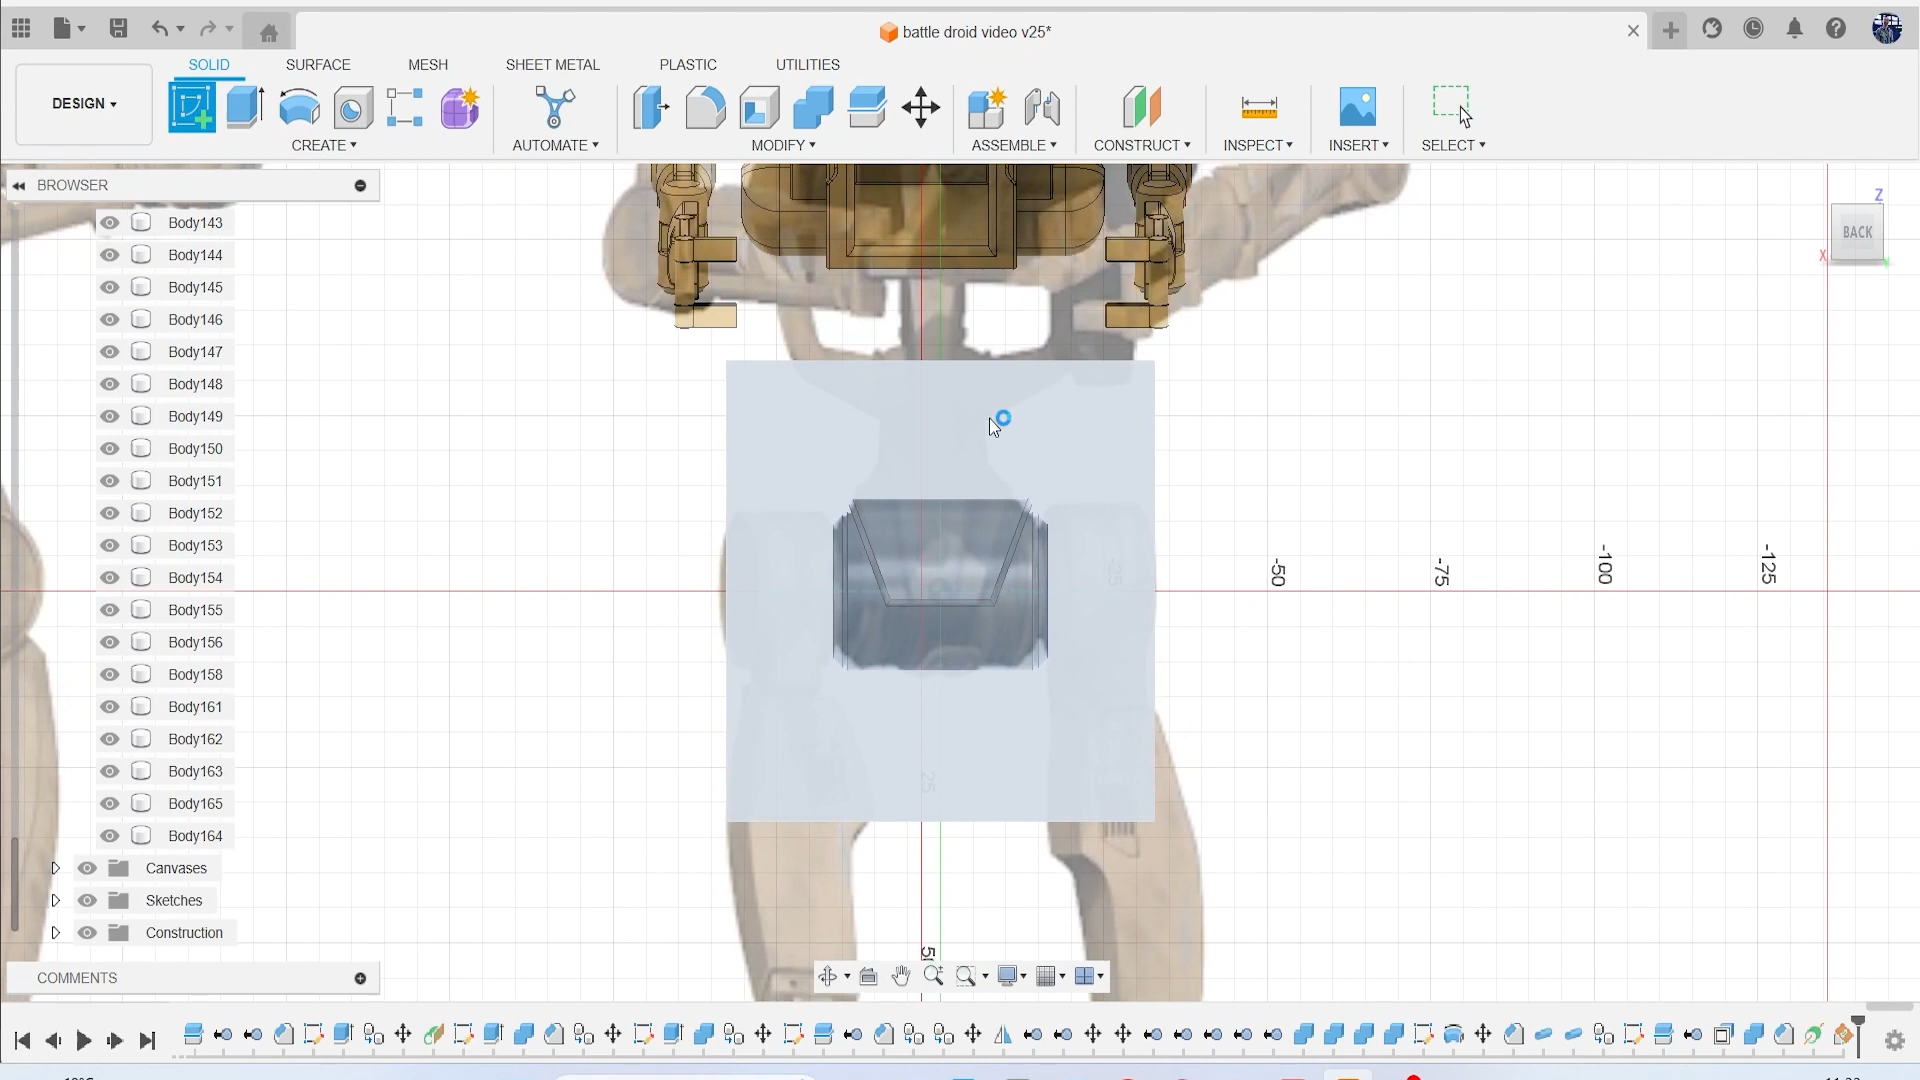 battle droid video v25*
SOLID
SURFACE
MESH
SHEET METAL
PLASTIC
UTILITIES
DESIGN
CREATE
AUTOMATE
MODIFY
ASSEMBLE
CONSTRUCT
INSPECT
INSERT
SELECT
BROWSER
Body143
Body144
Body145
Body146
Body147
Body148
Body149
Body150
Body151
Body152
Body153
Body154
Body155
Body156
Body158
Body161
Body162
Body163
Body165
Body164
Canvases
Sketches
Construction
COMMENTS
Z
BACK
X
-25
-50
-75
-100
-125
25